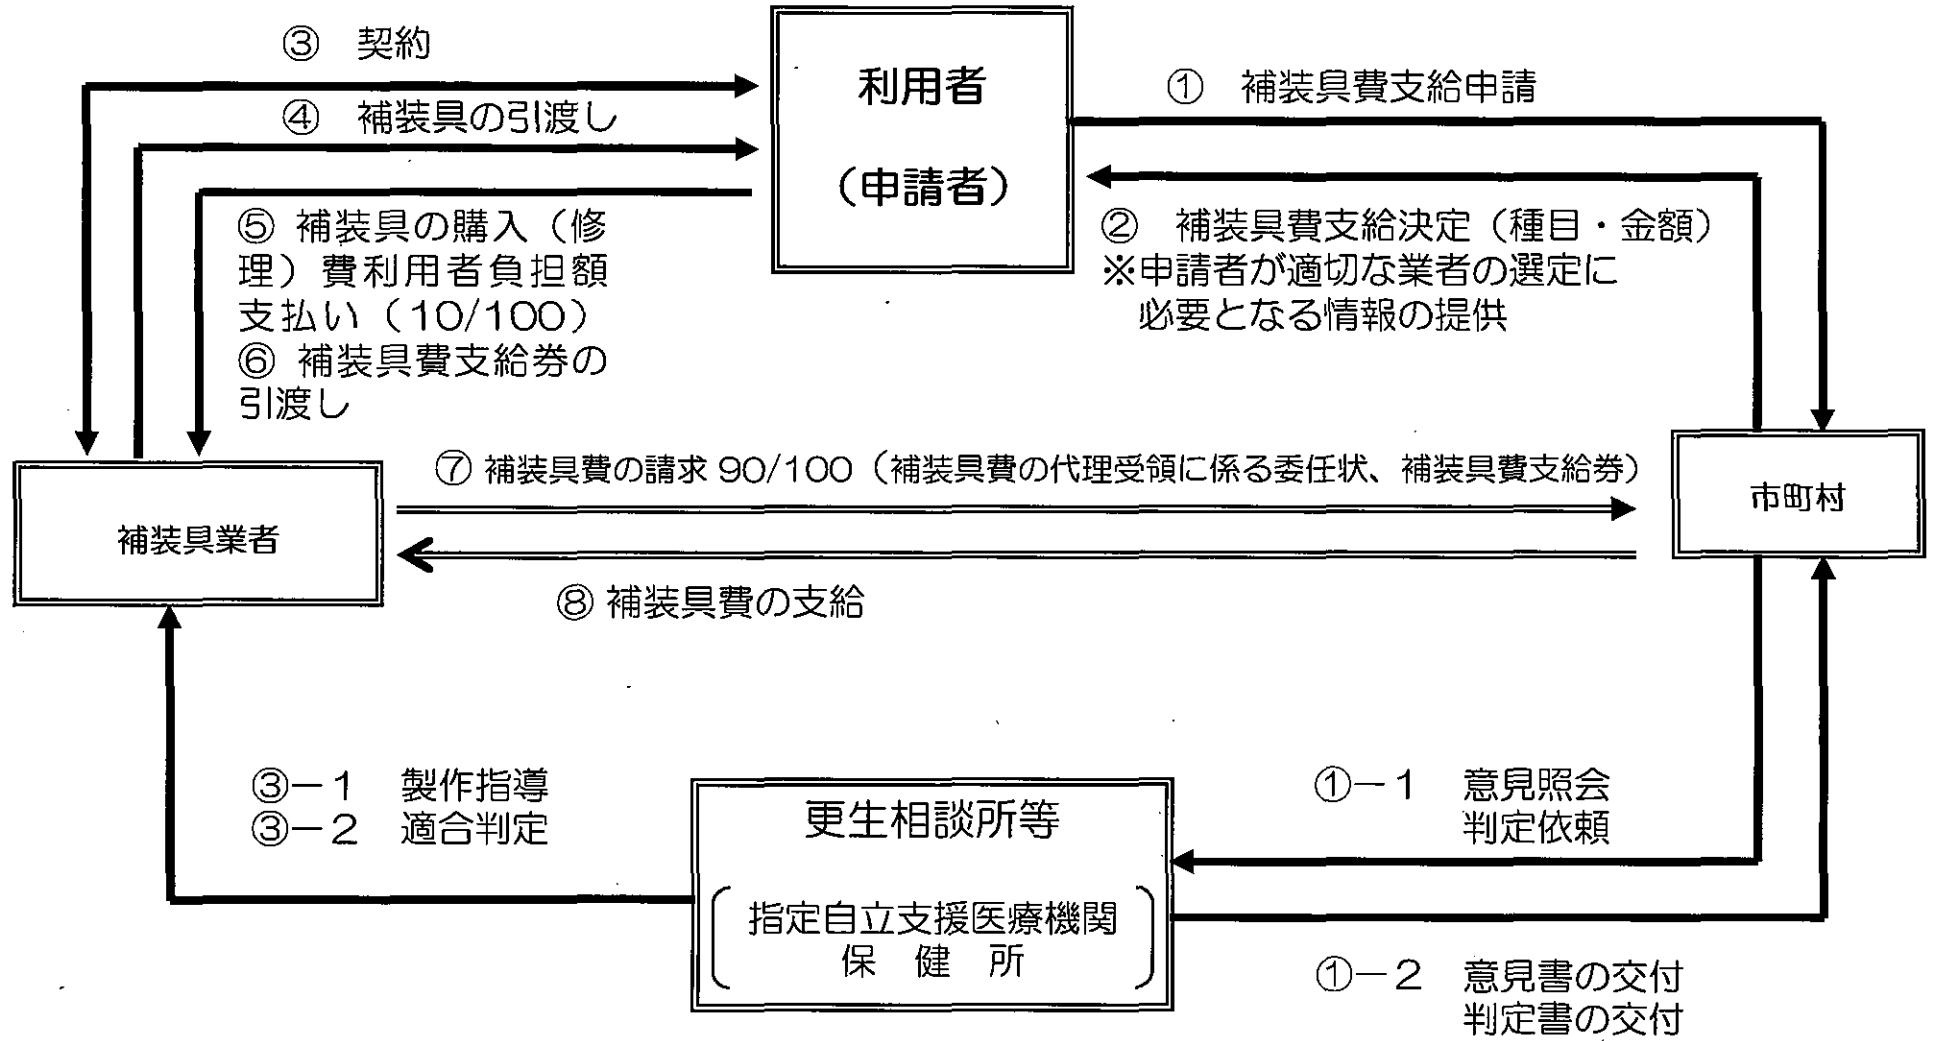 ③ 契約
④ 補装具の引渡し
利用者
（申請者）
① 補装具費支給申請
⑤ 補装具の購入（修
理）費利用者負担額
支払い（10/100）
⑥ 補装具費支給券の
引渡し
② 補装具費支給決定（種目・金額）
※申請者が適切な業者の選定に
必要となる情報の提供
⑦ 補装具費の請求 90/100（補装具費の代理受領に係る委任状、補装具費支給券）
補装具業者
市町村
⑧ 補装具費の支給
③－1 製作指導
③－2 適合判定
更生相談所等
指定自立支援医療機関
保 健 所
①－1 意見照会
判定依頼
①－2 意見書の交付
判定書の交付